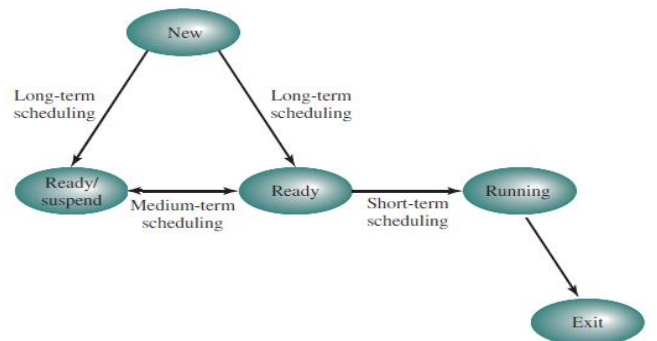 New
Long-term
scheduling
Long-term
scheduling
Ready/
suspend
Medium-term
scheduling
Ready
Short-term
scheduling
Running
Exit